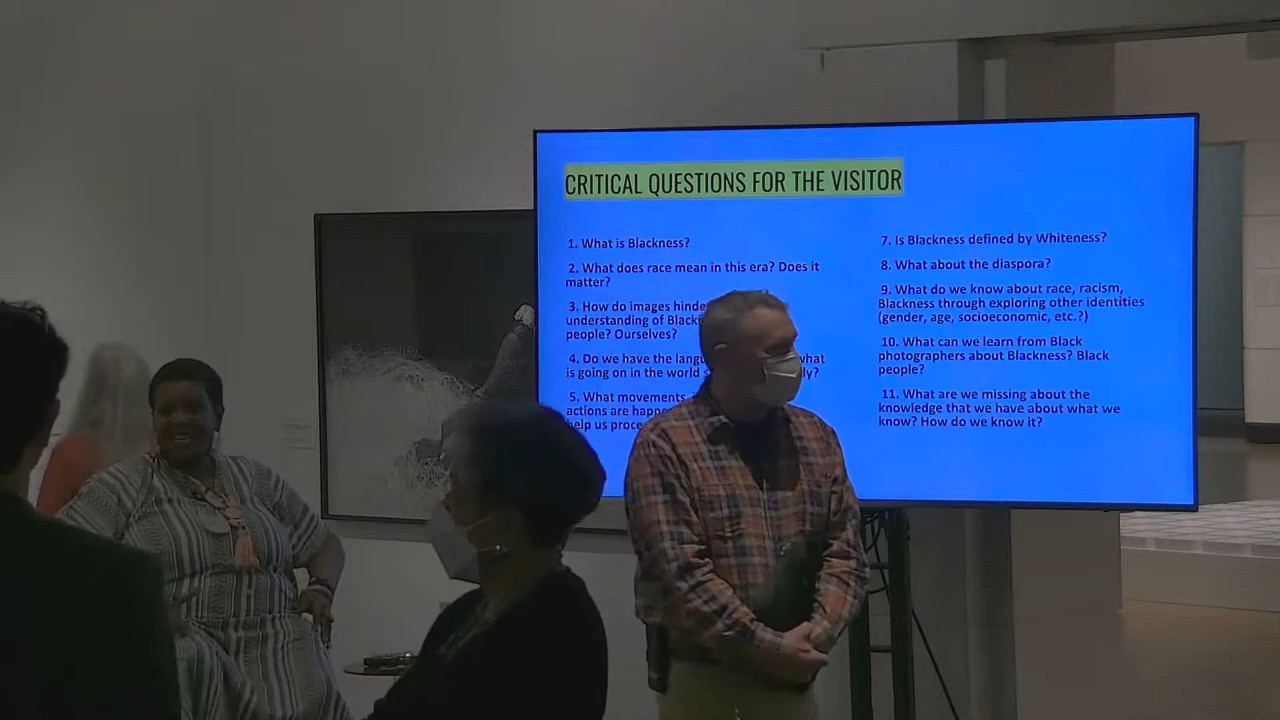 CRITICAL QUESTIONS FOR THE VISITOR
1. What is Blackness?
2. What does race mean in this era? Does it
matter?
3. How do images
understanding of
people? Ourselves?
4. Do we have the what
is going on in the world
5. What movements
actions are
help us
7. Is Blackness defined by Whiteness?
8. What about the diaspora?
9. What do we know about race, racism,
Blackness through exploring other identities
(gender, age, socioeconomic, etc.?)
10. What can we learn from Black
photographers about Blackness? Black
people?
11. What are we missing about the
knowledge that we have about what we
know? How do we know it?